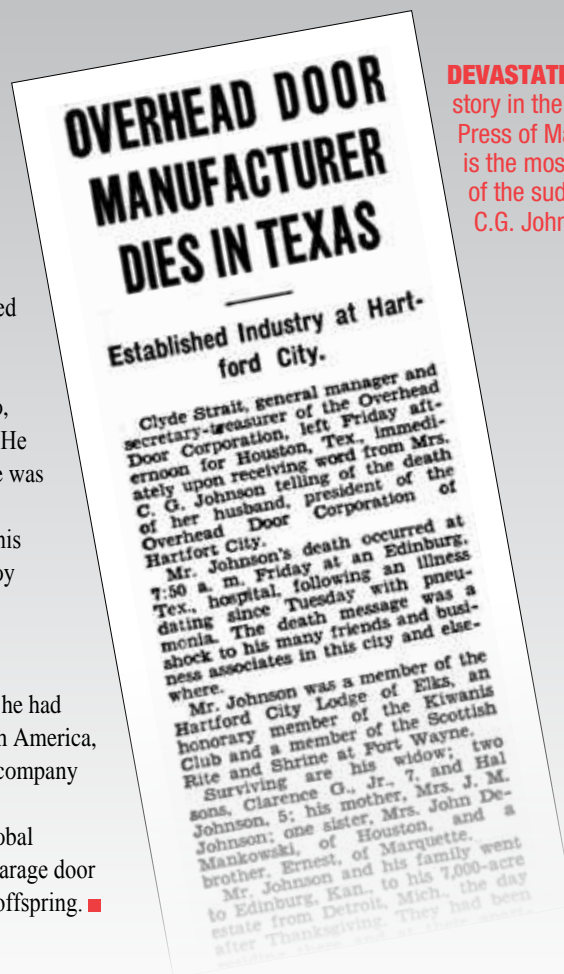 OVERHEAD DOOR
MANUFACTURER
DIES IN TEXAS
Established Industry at Hart-
ford City.
Clyde Strait, general manager and
secretary-treasurer of the Overhead
Door Corporation, left Friday aft-
ernoon for Houston, Tex., immedi-
ately upon receiving word from Mrs.
C. G. Johnson telling of the death
of her husband, president of the
Overhead Door Corporation of
Hartfort City.
Mr. Johnson's death occurred at
7:50 a. m. Friday at an Edinburg,
Tex., hospital, following an illness
dating since Tuesday with pneu-
monia. The death message was a
shock to his many friends and busi-
ness associates in this city and else-
where.
Mr. Johnson was a member of the
Hartford City Lodge of Elks, an
honorary member of the Kiwanis
Club and a member of the Scottish
Rite and Shrine at Fort Wayne.
Surviving are his widow; two
sons, Clarence G., Jr., 7, and Hal
Johnson, 5; his mother, Mrs. J. M.
Johnson; one sister, Mrs. John De-
Mankowski, of Houston, and a
brother, Ernest, of Marquette.
Mr. Johnson and his family went
to Edinburg, Kan., to his 7,000-acre
estate from Detroit, Mich., the day
after Thanksgiving. They had been
DEVASTATI
story in the
Press of Ma
is the mos
of the sud
C.G. John
ed
o,
He
e was
his
oy
he had
h America,
company
obal
arage door
offspring.